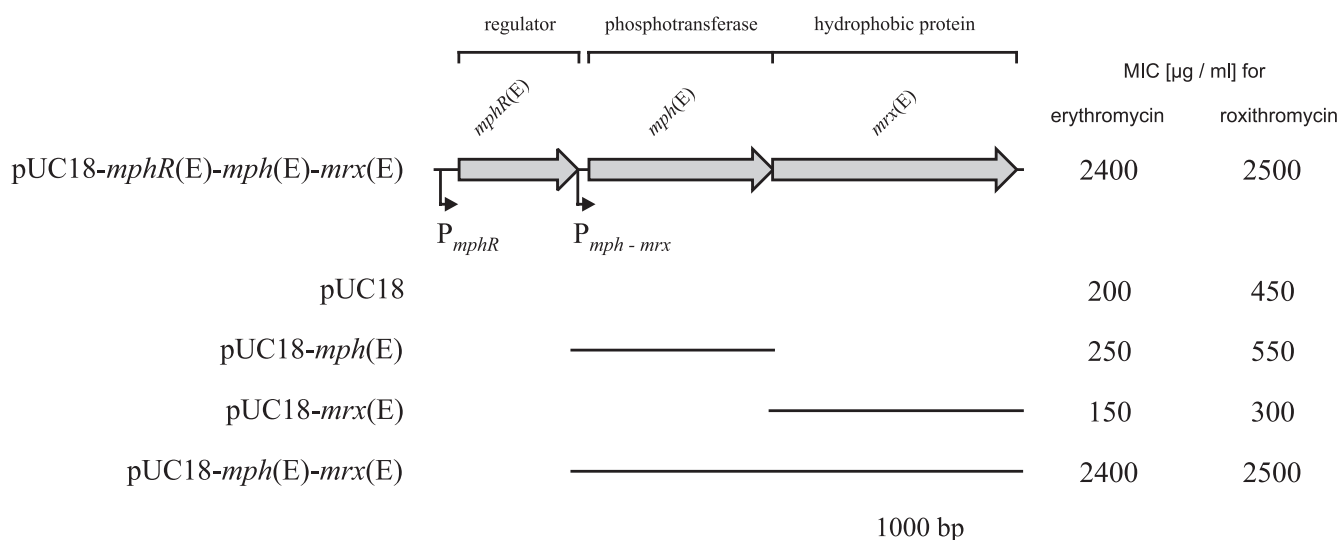 regulator phosphotransferase hydrophobic protein
MIC [µg / ml] for
mphR(E) mph(E) mrx(E)
erythromycin roxithromycin
pUC18-mphR(E)-mph(E)-mrx(E) 2400 2500
PmphR Pmph - mrx
pUC18 200 450
pUC18-mph(E) 250 550
pUC18-mrx(E) 150 300
pUC18-mph(E)-mrx(E) 2400 2500
1000 bp